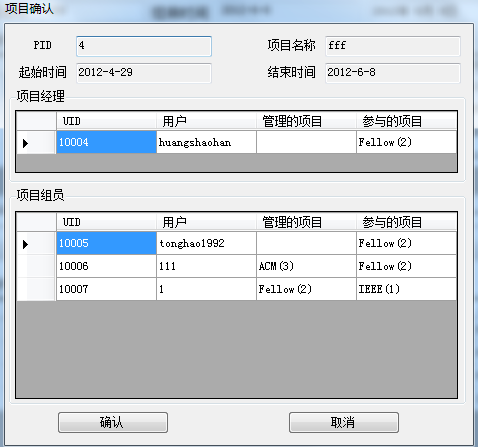 项目确认
PID 4 项目名称 fff
起始时间 2012-4-29 结束时间 2012-6-8
项目经理
UID 用户 管理的项目 参与的项目
10004 huangshaohan Fellow(2)
项目组员
UID 用户 管理的项目 参与的项目
10005 tonghao1992 Fellow(2)
10006 111 ACM(3) Fellow(2)
10007 1 Fellow(2) IEEE(1)
确认 取消